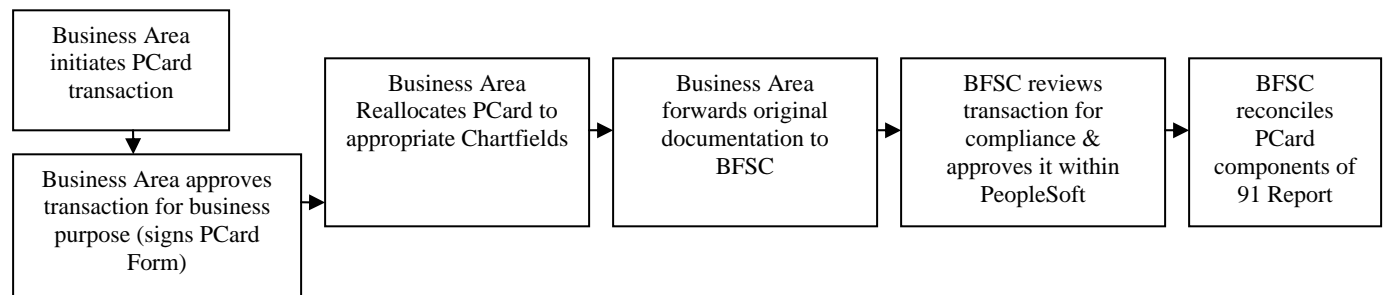 Business Area
initiates PCard
transaction
Business Area approves
transaction for business
purpose (signs PCard
Form)
Business Area
Reallocates PCard to
appropriate Chartfields
Business Area
forwards original
documentation to
BFSC
BFSC reviews
transaction for
compliance &
approves it within
PeopleSoft
BFSC
reconciles
PCard
components of
91 Report